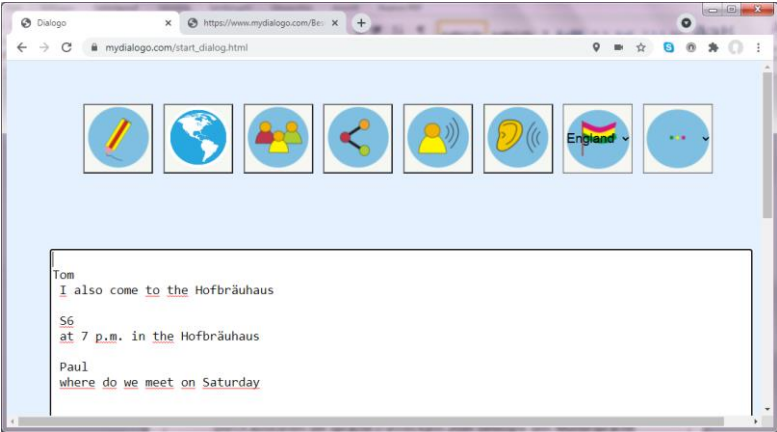 Dialogo
https://www.mydialogo.com/Be
mydialogo.com/start_dialog.html
England
Tom
I also come to the Hofbräuhaus
S6
at 7 p.m. in the Hofbräuhaus
Paul
where do we meet on Saturday